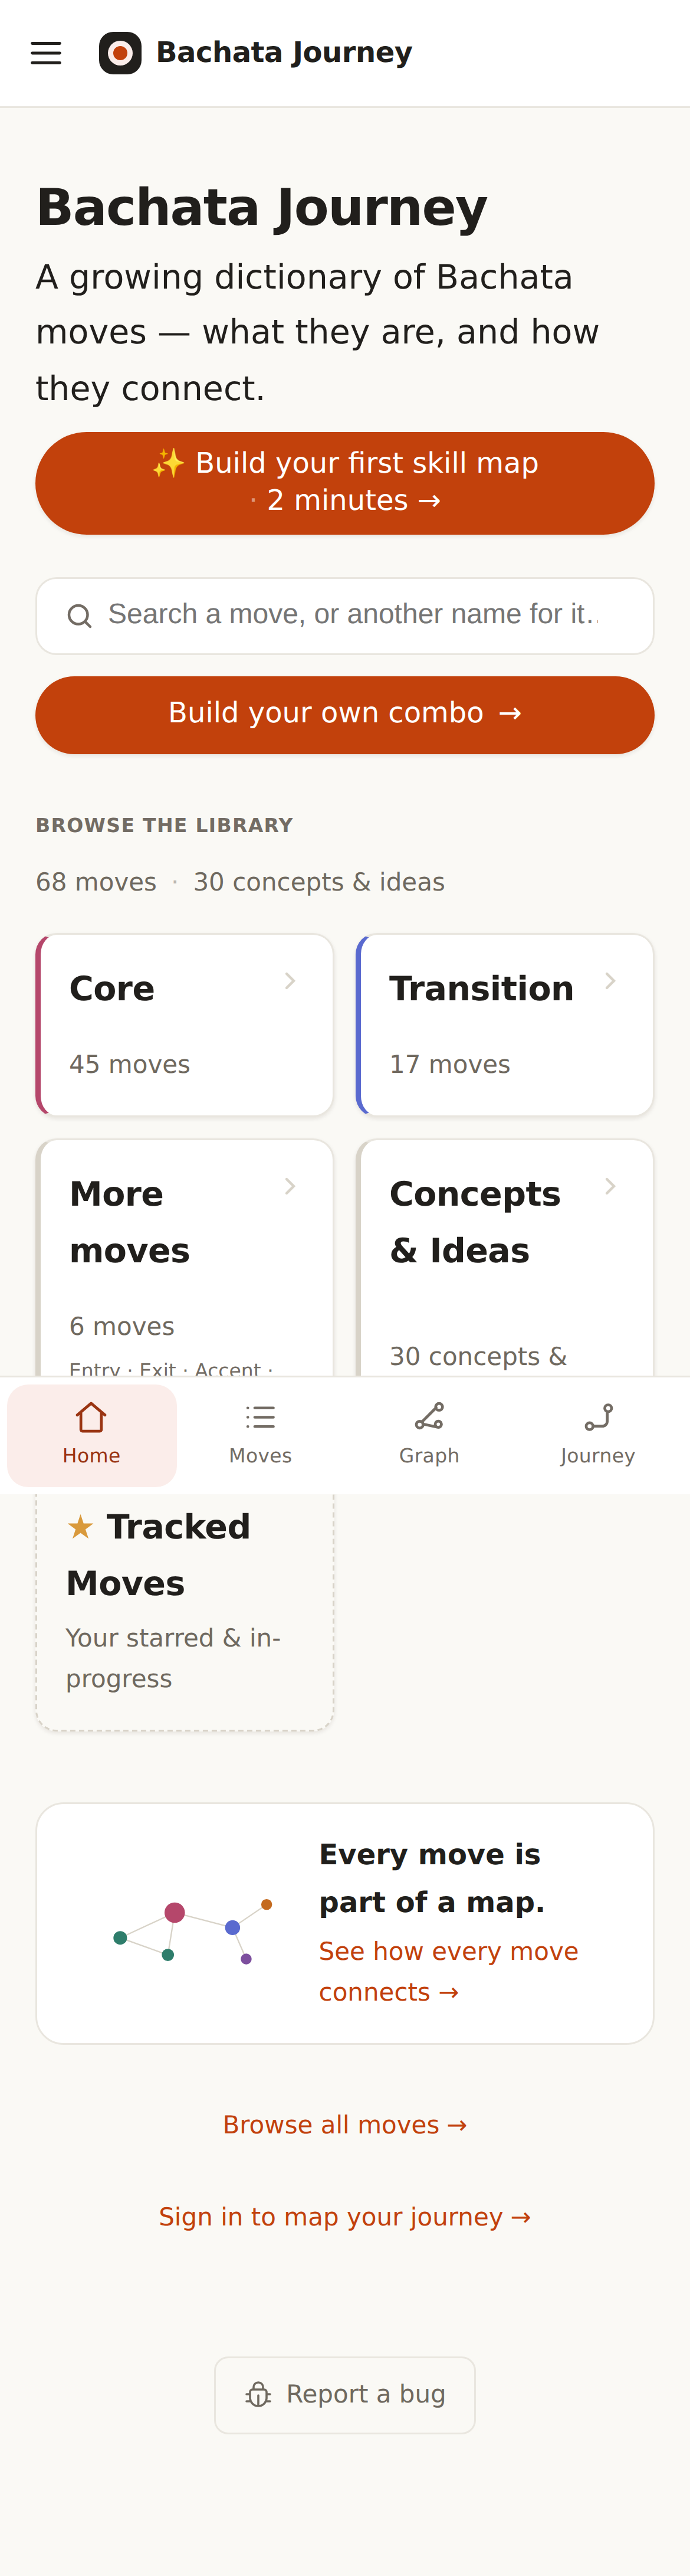 Bachata Journey
Bachata Journey
A growing dictionary of Bachata
moves — what they are, and how
they connect.
✨ Build your first skill map
· 2 minutes →
Search a move, or another name for it..
Build your own combo →
BROWSE THE LIBRARY
68 moves · 30 concepts & ideas
Core
45 moves
Transition
17 moves
More
moves
6 moves
Entry · Exit · Accent ·
Concepts
& Ideas
30 concepts &
Home
Moves
Graph
Journey
★ Tracked
Moves
Your starred & in-
progress
Every move is
part of a map.
See how every move
connects →
Browse all moves →
Sign in to map your journey →
Report a bug